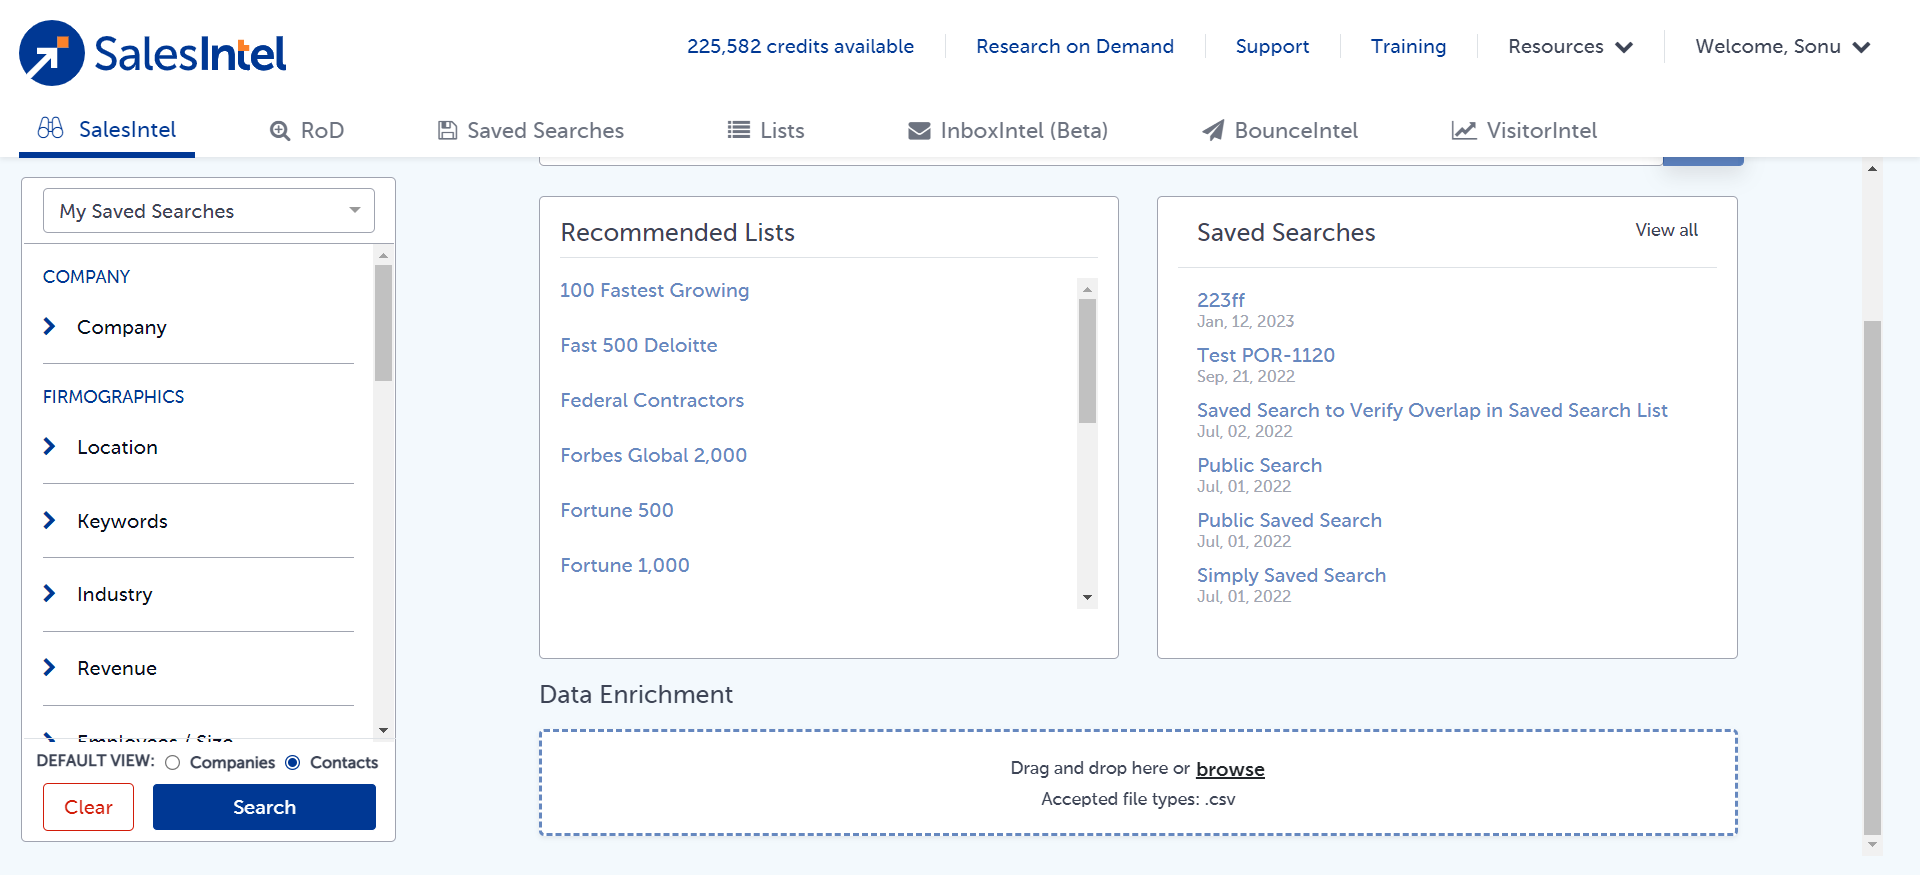 SalesIntel
225,582 credits available
Research on Demand
Support
Training
Resources
Welcome, Sonu
SalesIntel
RoD
Saved Searches
Lists
InboxIntel (Beta)
BounceIntel
VisitorIntel
My Saved Searches
COMPANY
Company
FIRMOGRAPHICS
Location
Keywords
Industry
Revenue
Employees / Size
DEFAULT VIEW:
Companies
Contacts
Clear
Search
Recommended Lists
100 Fastest Growing
Fast 500 Deloitte
Federal Contractors
Forbes Global 2,000
Fortune 500
Fortune 1,000
Saved Searches
View all
223ff
Jan, 12, 2023
Test POR-1120
Sep, 21, 2022
Saved Search to Verify Overlap in Saved Search List
Jul, 02, 2022
Public Search
Jul, 01, 2022
Public Saved Search
Jul, 01, 2022
Simply Saved Search
Jul, 01, 2022
Data Enrichment
Drag and drop here or browse
Accepted file types: .csv